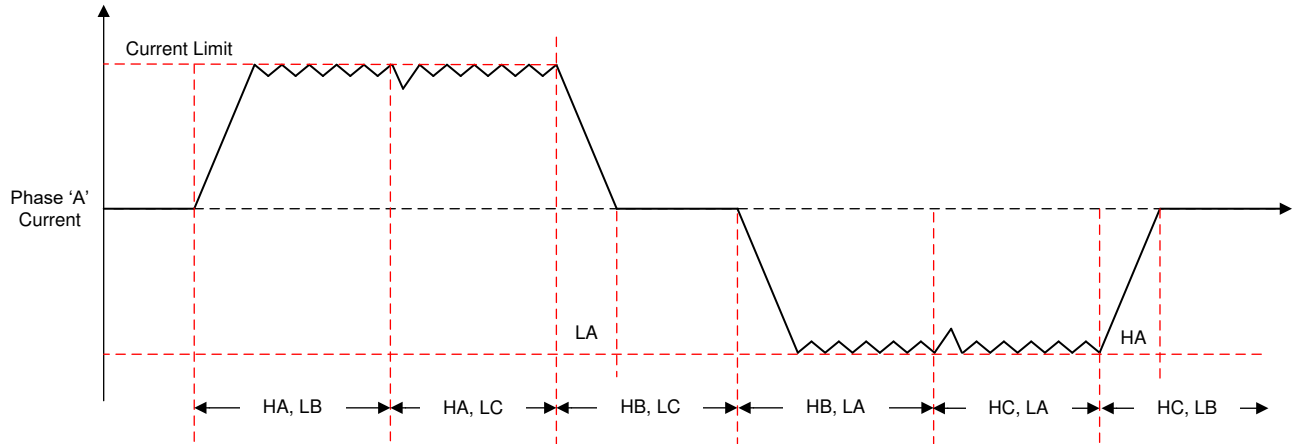 Current Limit
Phase ‘A’
Current
LA
HA
HA, LB
HA, LC
HB, LC
HB, LA
HC, LA
HC, LB